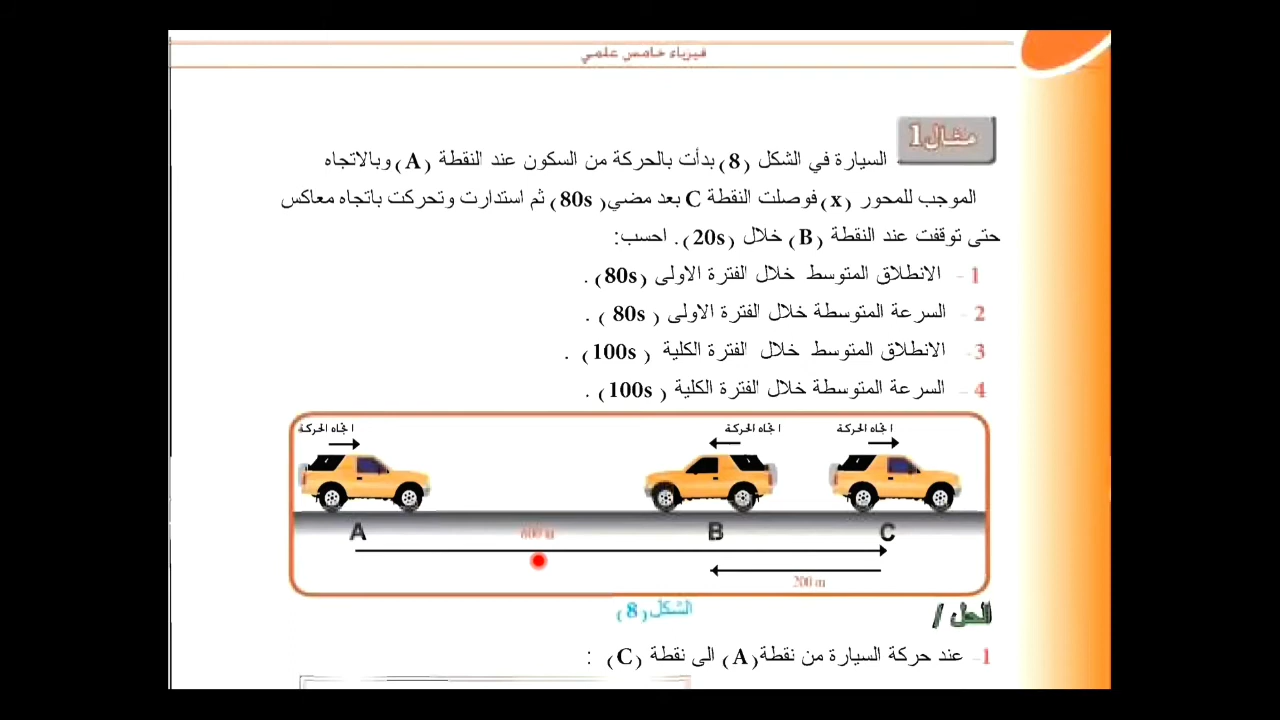 فيزياء خامس علمي
مثال 1
السيارة في الشكل (8) بدأت بالحركة من السكون عند النقطة (A) وبالاتجاه
الموجب للمحور (x) فوصلت النقطة C بعد مضي (80s) ثم استدارت وتحركت باتجاه معاكس
حتى توقفت عند النقطة (B) خلال (20s). احسب:
1- الانطلاق المتوسط خلال الفترة الاولى (80s) .
2- السرعة المتوسطة خلال الفترة الاولى (80s) .
3- الانطلاق المتوسط خلال الفترة الكلية (100s) .
4- السرعة المتوسطة خلال الفترة الكلية (100s) .
اتجاه الحركة اتجاه الحركة اتجاه الحركة
A B C
600 m
200 m
الشكل (8)
الحل /
1- عند حركة السيارة من نقطة (A) الى نقطة (C) :